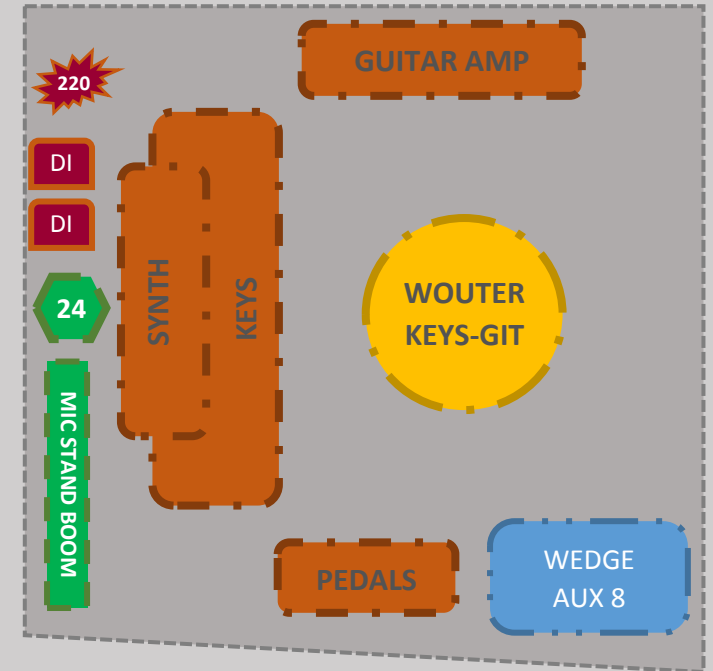 GUITAR AMP
220
DI
DI
24
SYNTH
KEYS
WOUTER
KEYS-GIT
MIC STAND BOOM
PEDALS
WEDGE
AUX 8